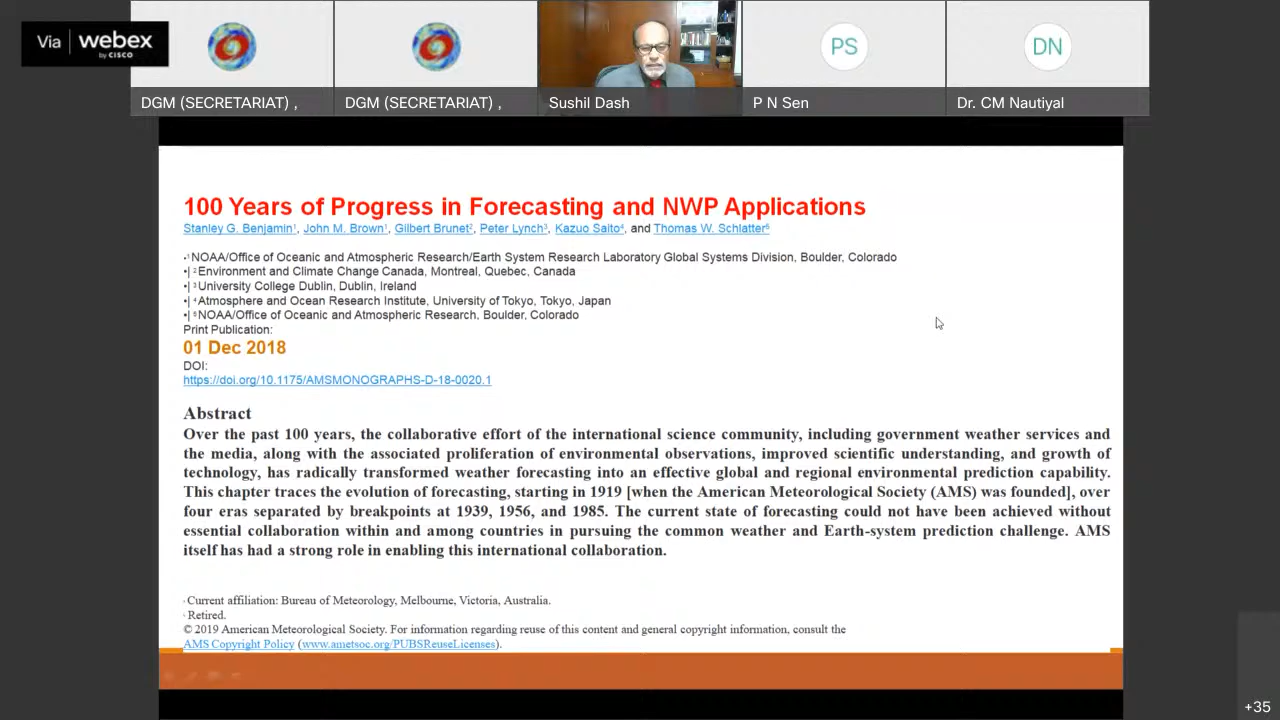 Via webex
by CISCO
DGM (SECRETARIAT) ,
DGM (SECRETARIAT) ,
Sushil Dash
PS
P N Sen
DN
Dr. CM Nautiyal
100 Years of Progress in Forecasting and NWP Applications
Stanley G. Benjamin¹, John M. Brown¹, Gilbert Brunet², Peter Lynch³, Kazuo Saito⁴, and Thomas W. Schlatter⁵
•¹NOAA/Office of Oceanic and Atmospheric Research/Earth System Research Laboratory Global Systems Division, Boulder, Colorado
•| ²Environment and Climate Change Canada, Montreal, Quebec, Canada
•| ³University College Dublin, Dublin, Ireland
•| ⁴Atmosphere and Ocean Research Institute, University of Tokyo, Tokyo, Japan
•| ⁵NOAA/Office of Oceanic and Atmospheric Research, Boulder, Colorado
Print Publication:
01 Dec 2018
DOI:
https://doi.org/10.1175/AMSMONOGRAPHS-D-18-0020.1
Abstract
Over the past 100 years, the collaborative effort of the international science community, including government weather services and
the media, along with the associated proliferation of environmental observations, improved scientific understanding, and growth of
technology, has radically transformed weather forecasting into an effective global and regional environmental prediction capability.
This chapter traces the evolution of forecasting, starting in 1919 [when the American Meteorological Society (AMS) was founded], over
four eras separated by breakpoints at 1939, 1956, and 1985. The current state of forecasting could not have been achieved without
essential collaboration within and among countries in pursuing the common weather and Earth-system prediction challenge. AMS
itself has had a strong role in enabling this international collaboration.
Current affiliation: Bureau of Meteorology, Melbourne, Victoria, Australia.
Retired.
© 2019 American Meteorological Society. For information regarding reuse of this content and general copyright information, consult the
AMS Copyright Policy (www.ametsoc.org/PUBSReuseLicenses).
+35